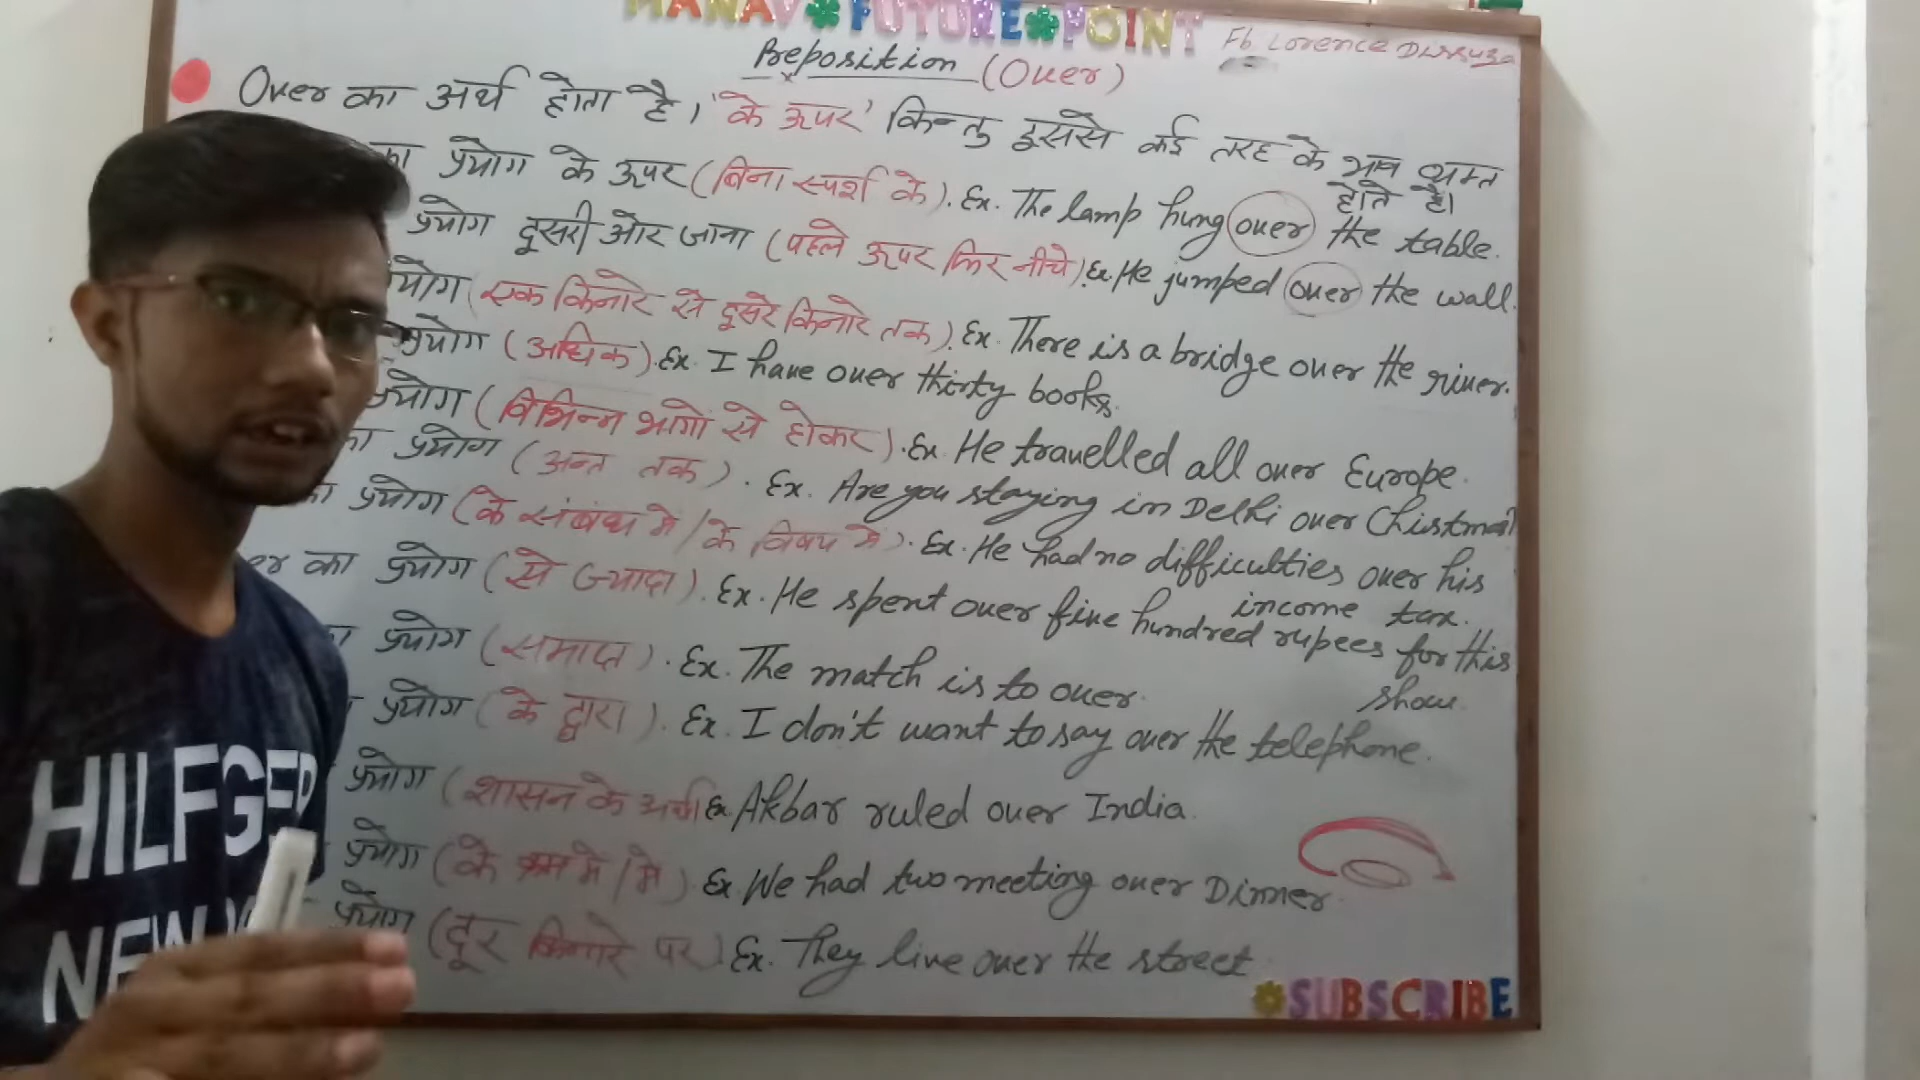 MANAV FUTURE POINT
Fb Lorence
Preposition (Over)
Over का अर्थ होता है। 'के ऊपर' किन्तु इससे कई तरह के भाव व्यक्त होते है।
का प्रयोग के ऊपर (बिना स्पर्श के). Ex. The lamp hung over the table.
प्रयोग दूसरी ओर जाना (पहले ऊपर फिर नीचे). Ex. He jumped over the wall.
प्रयोग (एक किनारे से दूसरे किनारे तक). Ex. There is a bridge over the river.
प्रयोग (अधिक). Ex. I have over thirty books.
प्रयोग (विभिन्न भागों से होकर). Ex. He travelled all over Europe.
का प्रयोग (अन्त तक). Ex. Are you staying in Delhi over
का प्रयोग (के संबंध मे/के विषय मे). Ex. He had no difficulties over his income tax.
er का प्रयोग (से ज्यादा). Ex. He spent over five hundred rupees for this show.
प्रयोग (समाप्त). Ex. The match is to over.
प्रयोग (के द्वारा). Ex. I don't want to say over the telephone.
प्रयोग (शासन के अर्थ Ex. Akbar ruled over India.
प्रयोग (के क्रम मे/मे) Ex. We had two meeting over Dinner.
प्रयोग (दूर किनारे पर) Ex. They live over the street
SUBSCRIBE
HILFGER
NEW